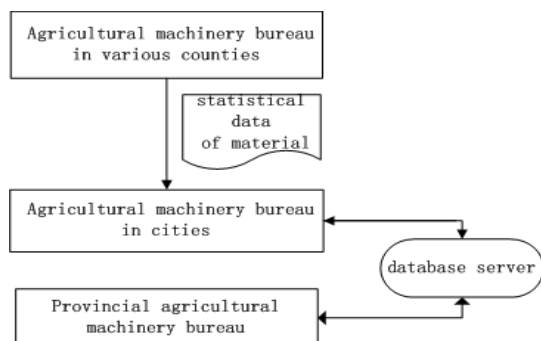 Agricultural machinery bureau
in various counties
statistical
data
of material
Agricultural machinery bureau
in cities
database server
Provincial agricultural
machinery bureau